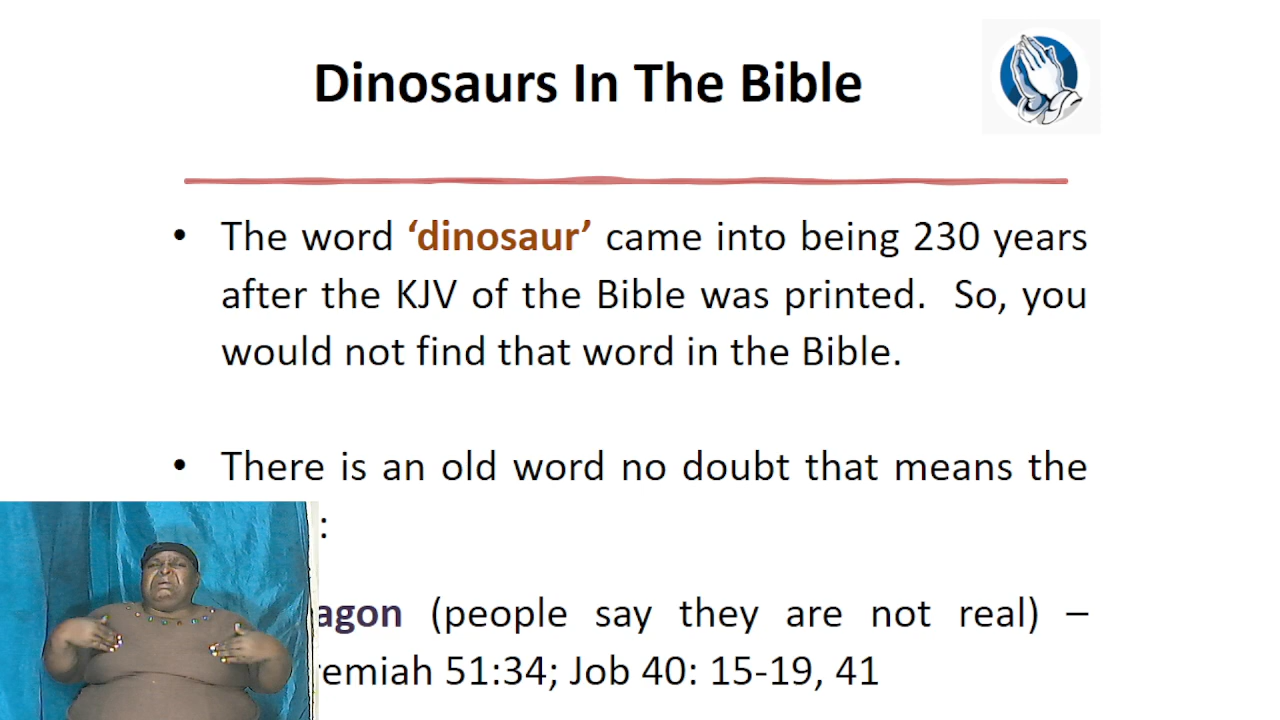 Dinosaurs In The Bible
• The word ‘dinosaur’ came into being 230 years
after the KJV of the Bible was printed. So, you
would not find that word in the Bible.
• There is an old word no doubt that means the
:
agon (people say they are not real) –
emiah 51:34; Job 40: 15-19, 41